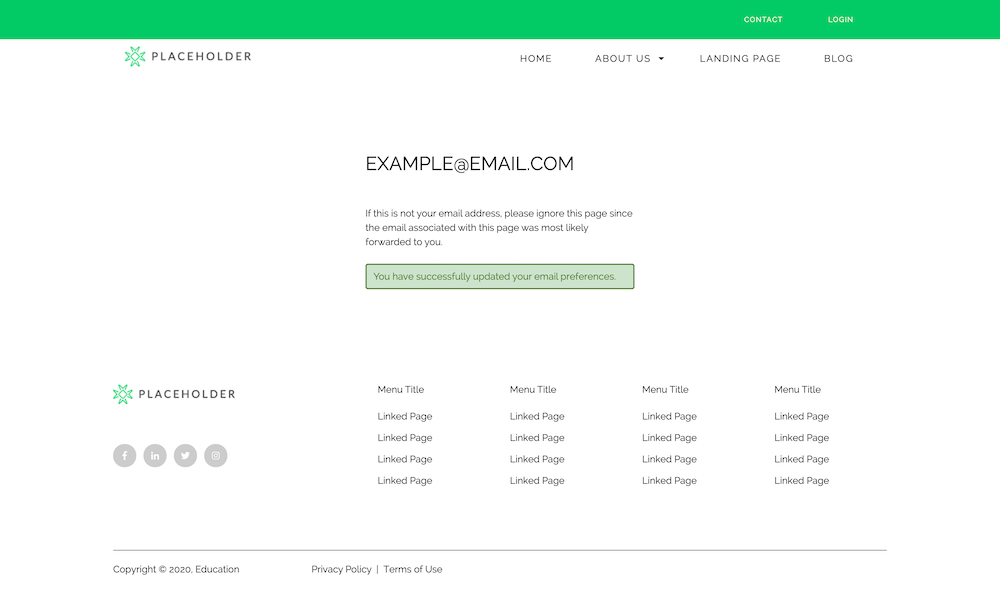 CONTACT LOGIN
PLACEHOLDER HOME ABOUT US LANDING PAGE BLOG
EXAMPLE@EMAIL.COM
If this is not your email address, please ignore this page since
the email associated with this page was most likely
forwarded to you.
You have successfully updated your email preferences.
PLACEHOLDER
Menu Title Menu Title Menu Title Menu Title
Linked Page Linked Page Linked Page Linked Page
Linked Page Linked Page Linked Page Linked Page
Linked Page Linked Page Linked Page Linked Page
Linked Page Linked Page Linked Page Linked Page
Copyright © 2020, Education Privacy Policy | Terms of Use